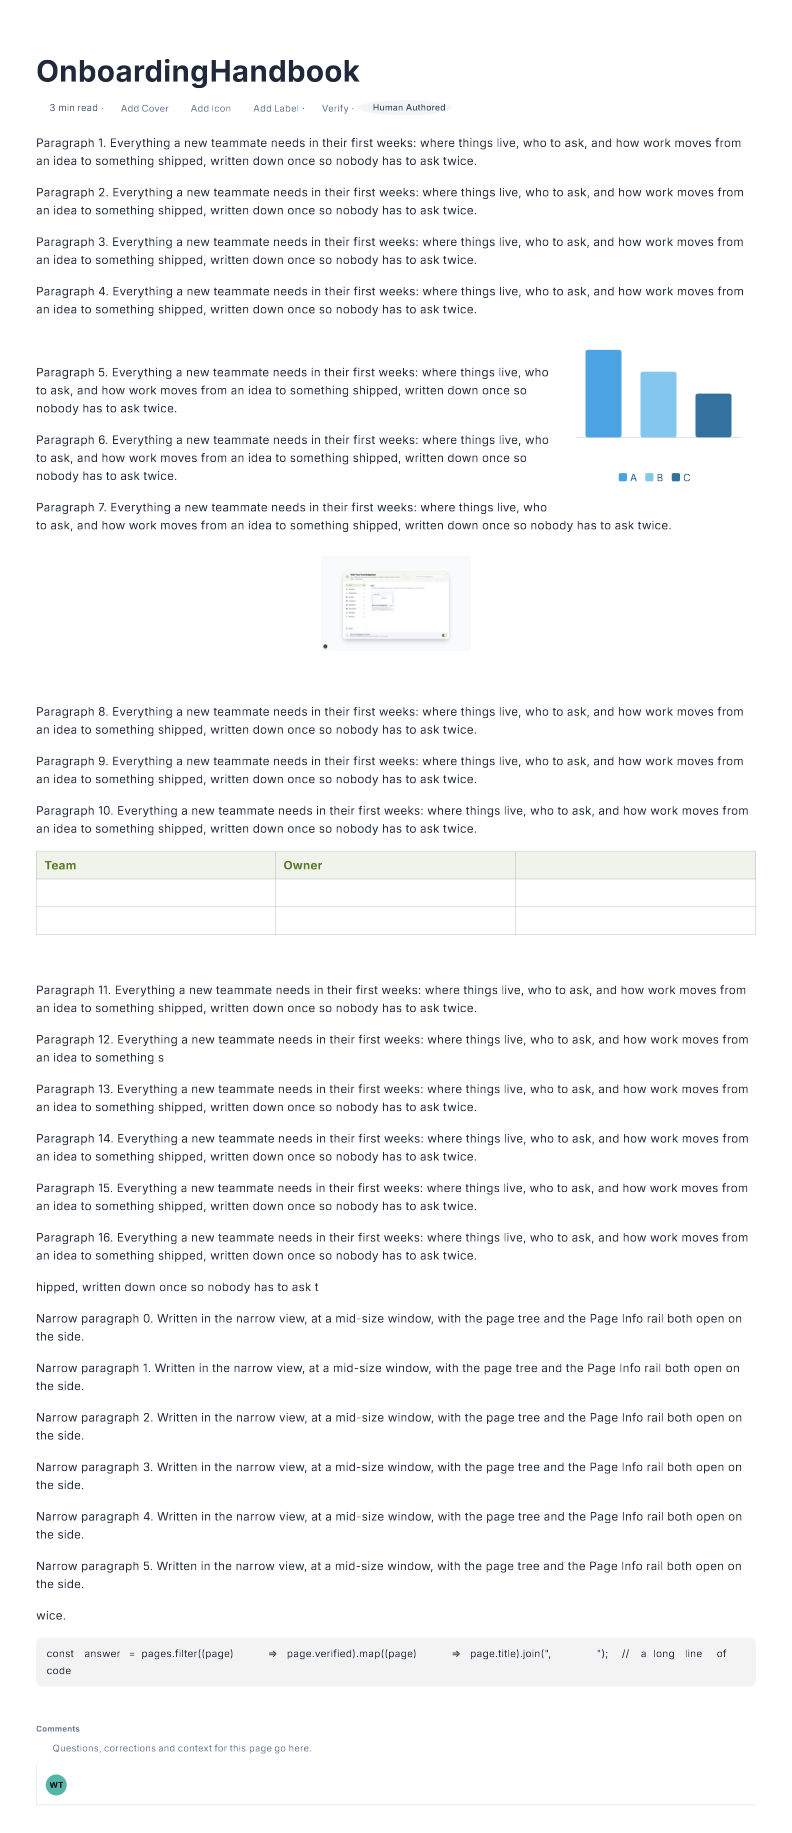 OnboardingHandbook
3 min read · Add Cover Add Icon Add Label · Verify · Human Authored
Paragraph 1. Everything a new teammate needs in their first weeks: where things live, who to ask, and how work moves from
an idea to something shipped, written down once so nobody has to ask twice.
Paragraph 2. Everything a new teammate needs in their first weeks: where things live, who to ask, and how work moves from
an idea to something shipped, written down once so nobody has to ask twice.
Paragraph 3. Everything a new teammate needs in their first weeks: where things live, who to ask, and how work moves from
an idea to something shipped, written down once so nobody has to ask twice.
Paragraph 4. Everything a new teammate needs in their first weeks: where things live, who to ask, and how work moves from
an idea to something shipped, written down once so nobody has to ask twice.
Paragraph 5. Everything a new teammate needs in their first weeks: where things live, who
to ask, and how work moves from an idea to something shipped, written down once so
nobody has to ask twice.
Paragraph 6. Everything a new teammate needs in their first weeks: where things live, who
to ask, and how work moves from an idea to something shipped, written down once so
nobody has to ask twice.
A B C
Paragraph 7. Everything a new teammate needs in their first weeks: where things live, who
to ask, and how work moves from an idea to something shipped, written down once so nobody has to ask twice.
Paragraph 8. Everything a new teammate needs in their first weeks: where things live, who to ask, and how work moves from
an idea to something shipped, written down once so nobody has to ask twice.
Paragraph 9. Everything a new teammate needs in their first weeks: where things live, who to ask, and how work moves from
an idea to something shipped, written down once so nobody has to ask twice.
Paragraph 10. Everything a new teammate needs in their first weeks: where things live, who to ask, and how work moves from
an idea to something shipped, written down once so nobody has to ask twice.
Team Owner
Paragraph 11. Everything a new teammate needs in their first weeks: where things live, who to ask, and how work moves from
an idea to something shipped, written down once so nobody has to ask twice.
Paragraph 12. Everything a new teammate needs in their first weeks: where things live, who to ask, and how work moves from
an idea to something s
Paragraph 13. Everything a new teammate needs in their first weeks: where things live, who to ask, and how work moves from
an idea to something shipped, written down once so nobody has to ask twice.
Paragraph 14. Everything a new teammate needs in their first weeks: where things live, who to ask, and how work moves from
an idea to something shipped, written down once so nobody has to ask twice.
Paragraph 15. Everything a new teammate needs in their first weeks: where things live, who to ask, and how work moves from
an idea to something shipped, written down once so nobody has to ask twice.
Paragraph 16. Everything a new teammate needs in their first weeks: where things live, who to ask, and how work moves from
an idea to something shipped, written down once so nobody has to ask twice.
hipped, written down once so nobody has to ask t
Narrow paragraph 0. Written in the narrow view, at a mid-size window, with the page tree and the Page Info rail both open on
the side.
Narrow paragraph 1. Written in the narrow view, at a mid-size window, with the page tree and the Page Info rail both open on
the side.
Narrow paragraph 2. Written in the narrow view, at a mid-size window, with the page tree and the Page Info rail both open on
the side.
Narrow paragraph 3. Written in the narrow view, at a mid-size window, with the page tree and the Page Info rail both open on
the side.
Narrow paragraph 4. Written in the narrow view, at a mid-size window, with the page tree and the Page Info rail both open on
the side.
Narrow paragraph 5. Written in the narrow view, at a mid-size window, with the page tree and the Page Info rail both open on
the side.
wice.
const answer = pages.filter((page) => page.verified).map((page) => page.title).join(", "); // a long line of
code
Comments
Questions, corrections and context for this page go here.
WT